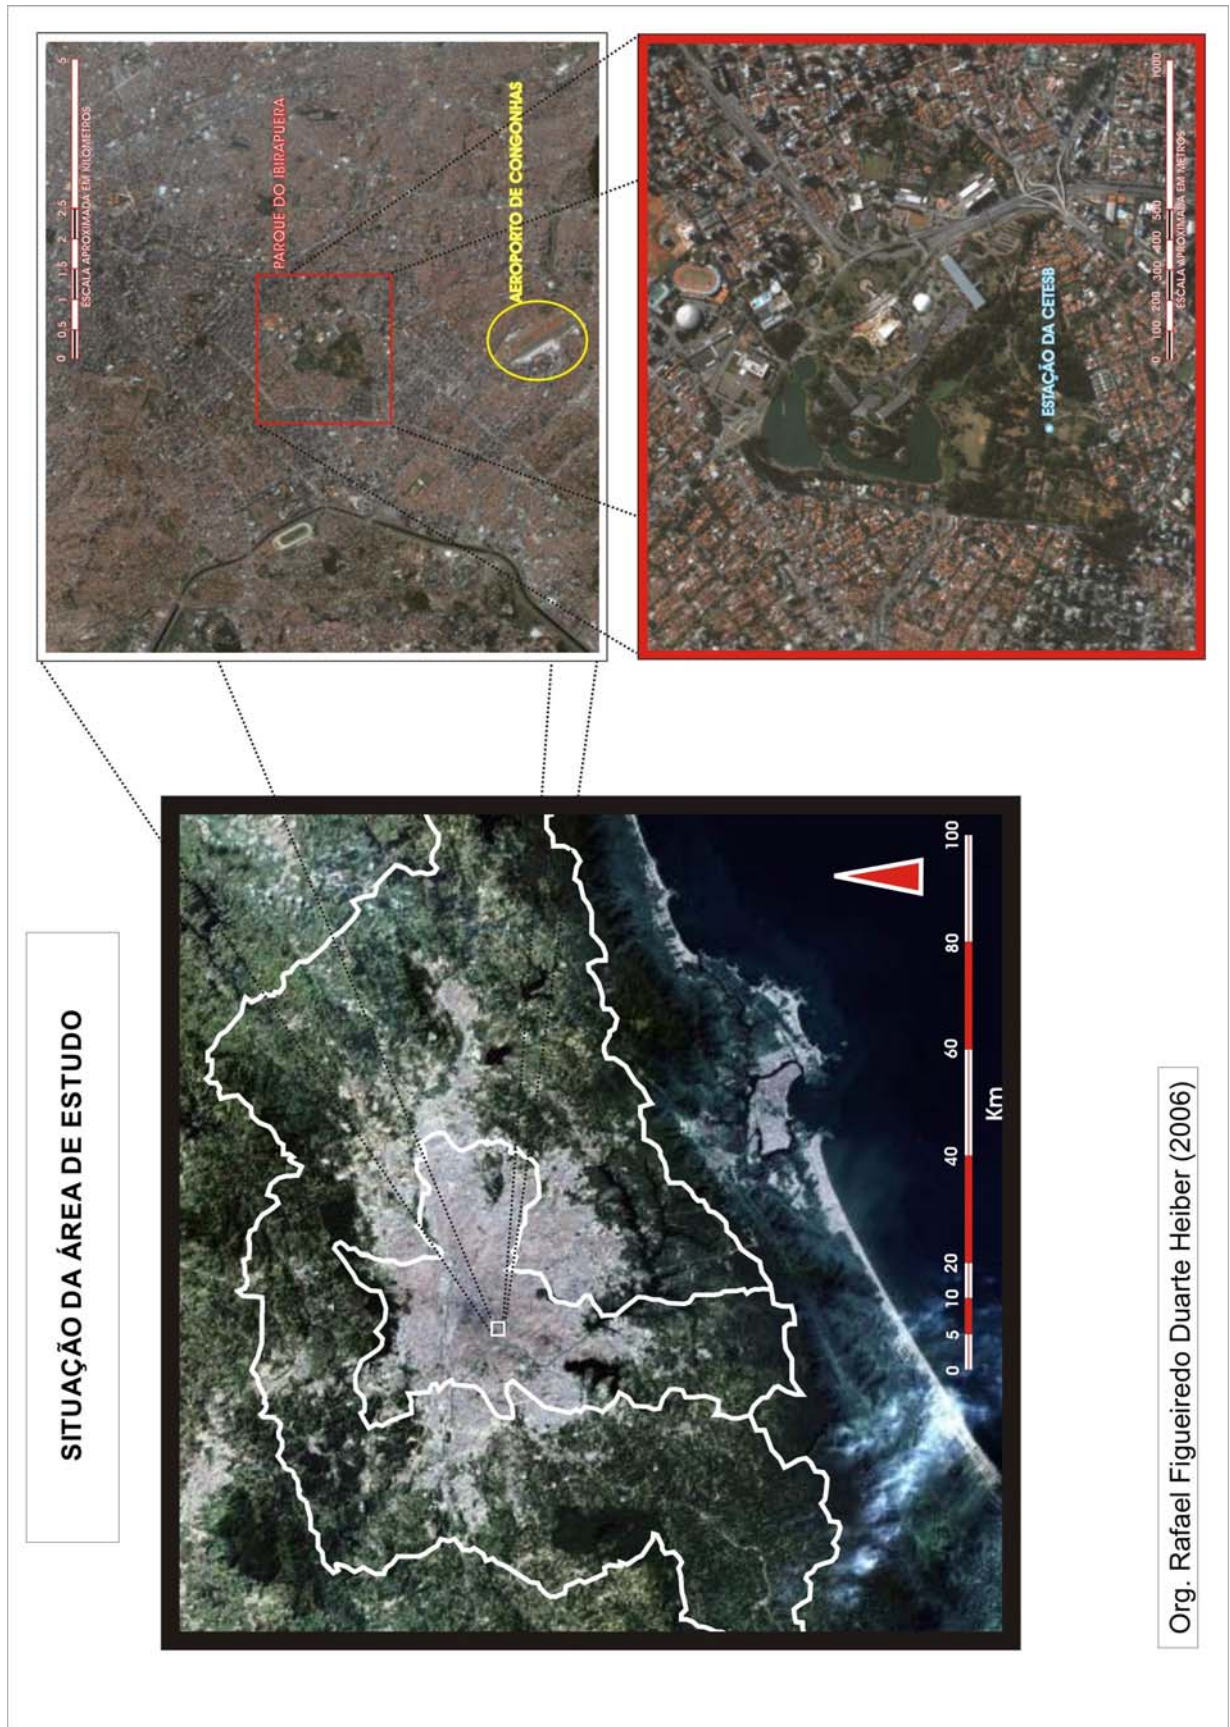 SITUAÇÃO DA ÁREA DE ESTUDO
0 0.5 1 1.5 2 2.5 5
ESCALA APROXIMADA EM KILOMETROS
PARQUE DO IBIRAPUERA
AEROPORTO DE CONGONHAS
ESTAÇÃO DA CETESB
0 100 200 300 400 500 1000
ESCALA APROXIMADA EM METROS
0 5 10 20 40 60 80 100
Km
Org. Rafael Figueiredo Duarte Heiber (2006)